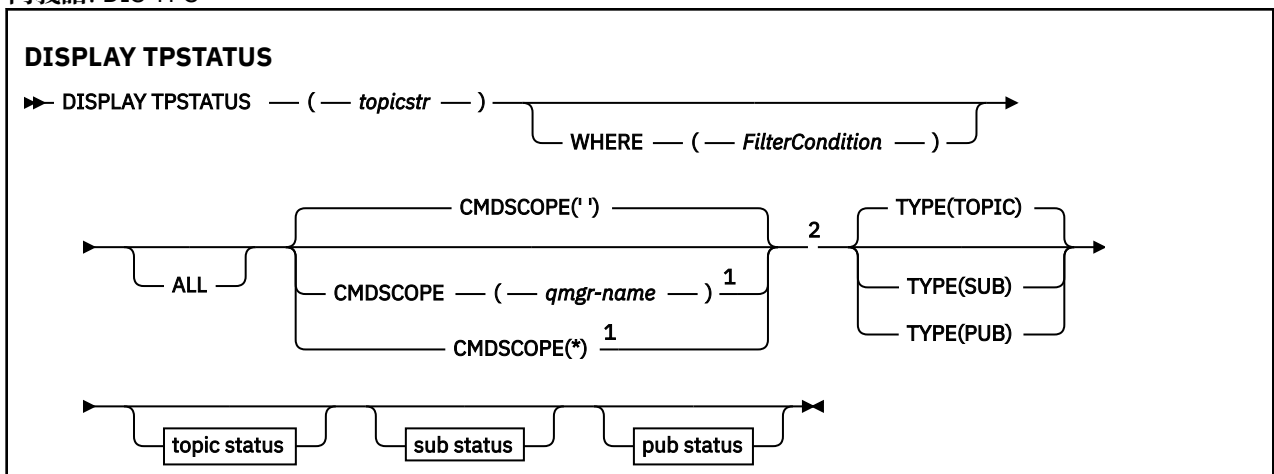 DISPLAY TPSTATUS
DISPLAY TPSTATUS ( topicstr )
WHERE ( FilterCondition )
CMDSCOPE(' ') 2 TYPE(TOPIC)
ALL CMDSCOPE ( qmgr-name ) 1 TYPE(SUB)
CMDSCOPE(*) 1 TYPE(PUB)
topic status sub status pub status